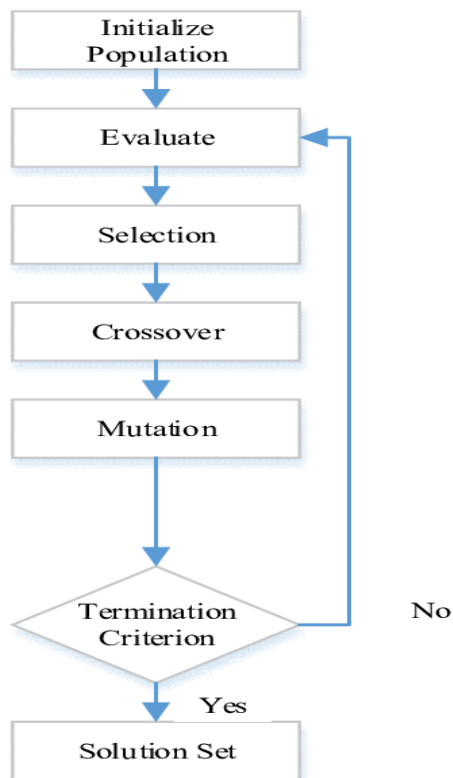 Initialize
Population
Evaluate
Selection
Crossover
Mutation
Termination
Criterion
No
Yes
Solution Set